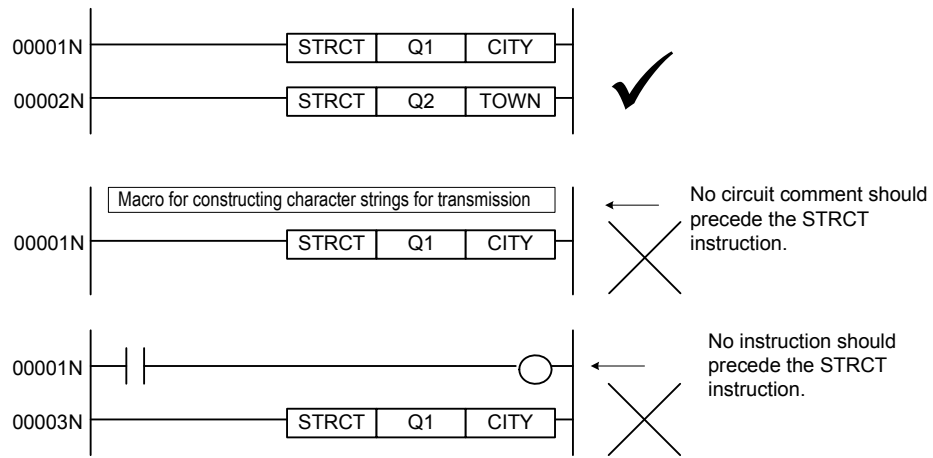 00001N STRCT Q1 CITY
00002N STRCT Q2 TOWN
Macro for constructing character strings for transmission
No circuit comment should
precede the STRCT
instruction.
00001N STRCT Q1 CITY
No instruction should
precede the STRCT
instruction.
00001N
00003N STRCT Q1 CITY